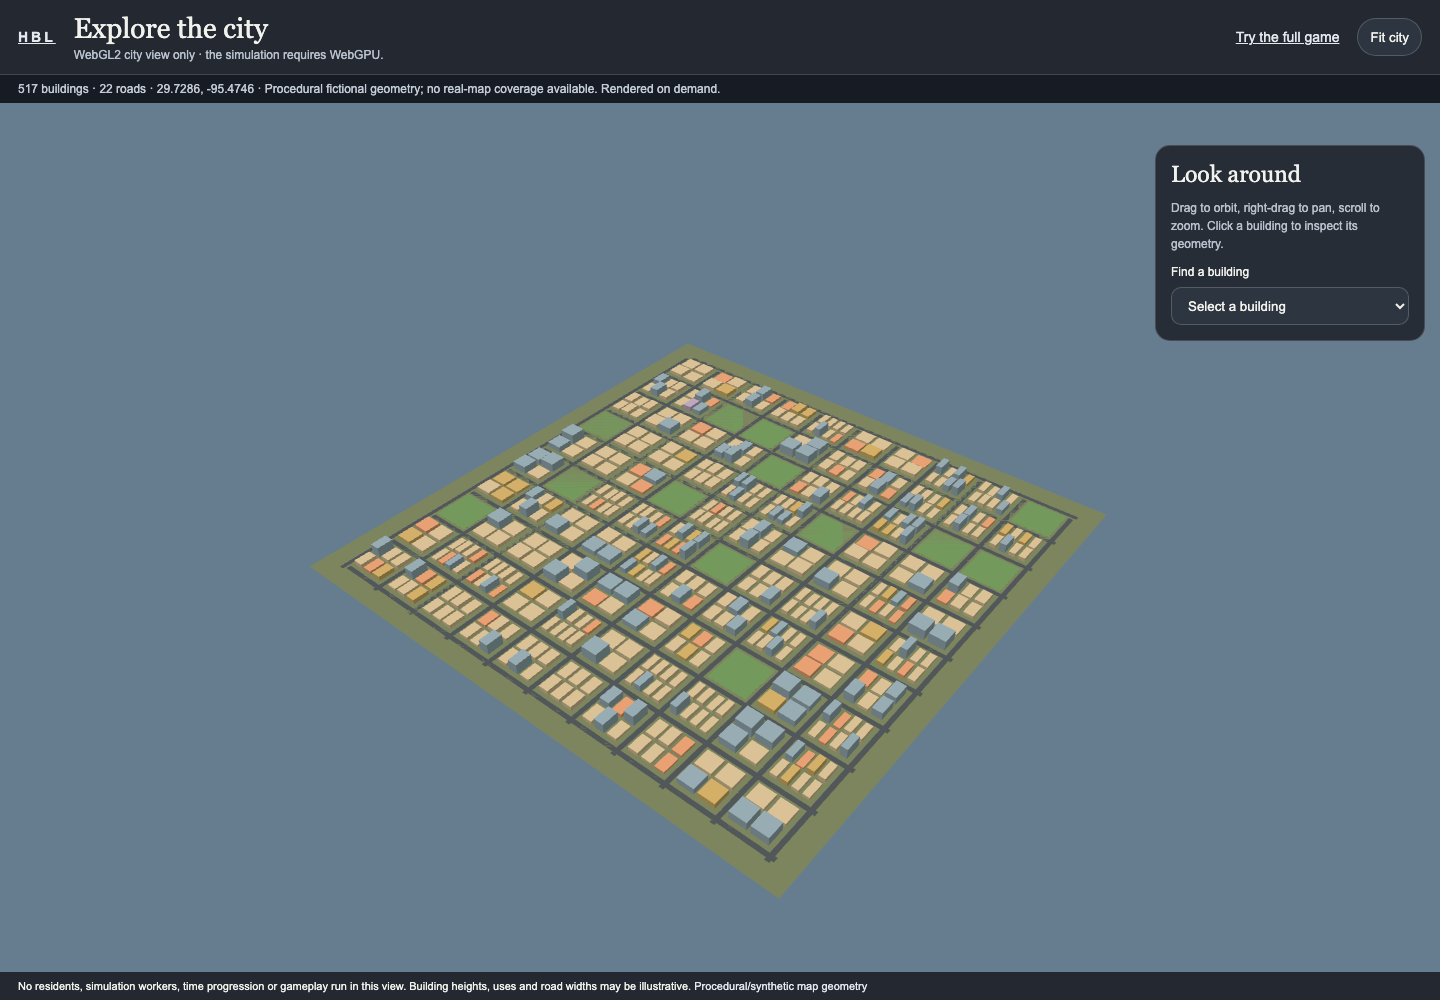 HBL
Explore the city
WebGL2 city view only · the simulation requires WebGPU.
Try the full game
Fit city
517 buildings · 22 roads · 29.7286, -95.4746 · Procedural fictional geometry; no real-map coverage available. Rendered on demand.
Look around
Drag to orbit, right-drag to pan, scroll to
zoom. Click a building to inspect its
geometry.
Find a building
Select a building
No residents, simulation workers, time progression or gameplay run in this view. Building heights, uses and road widths may be illustrative. Procedural/synthetic map geometry